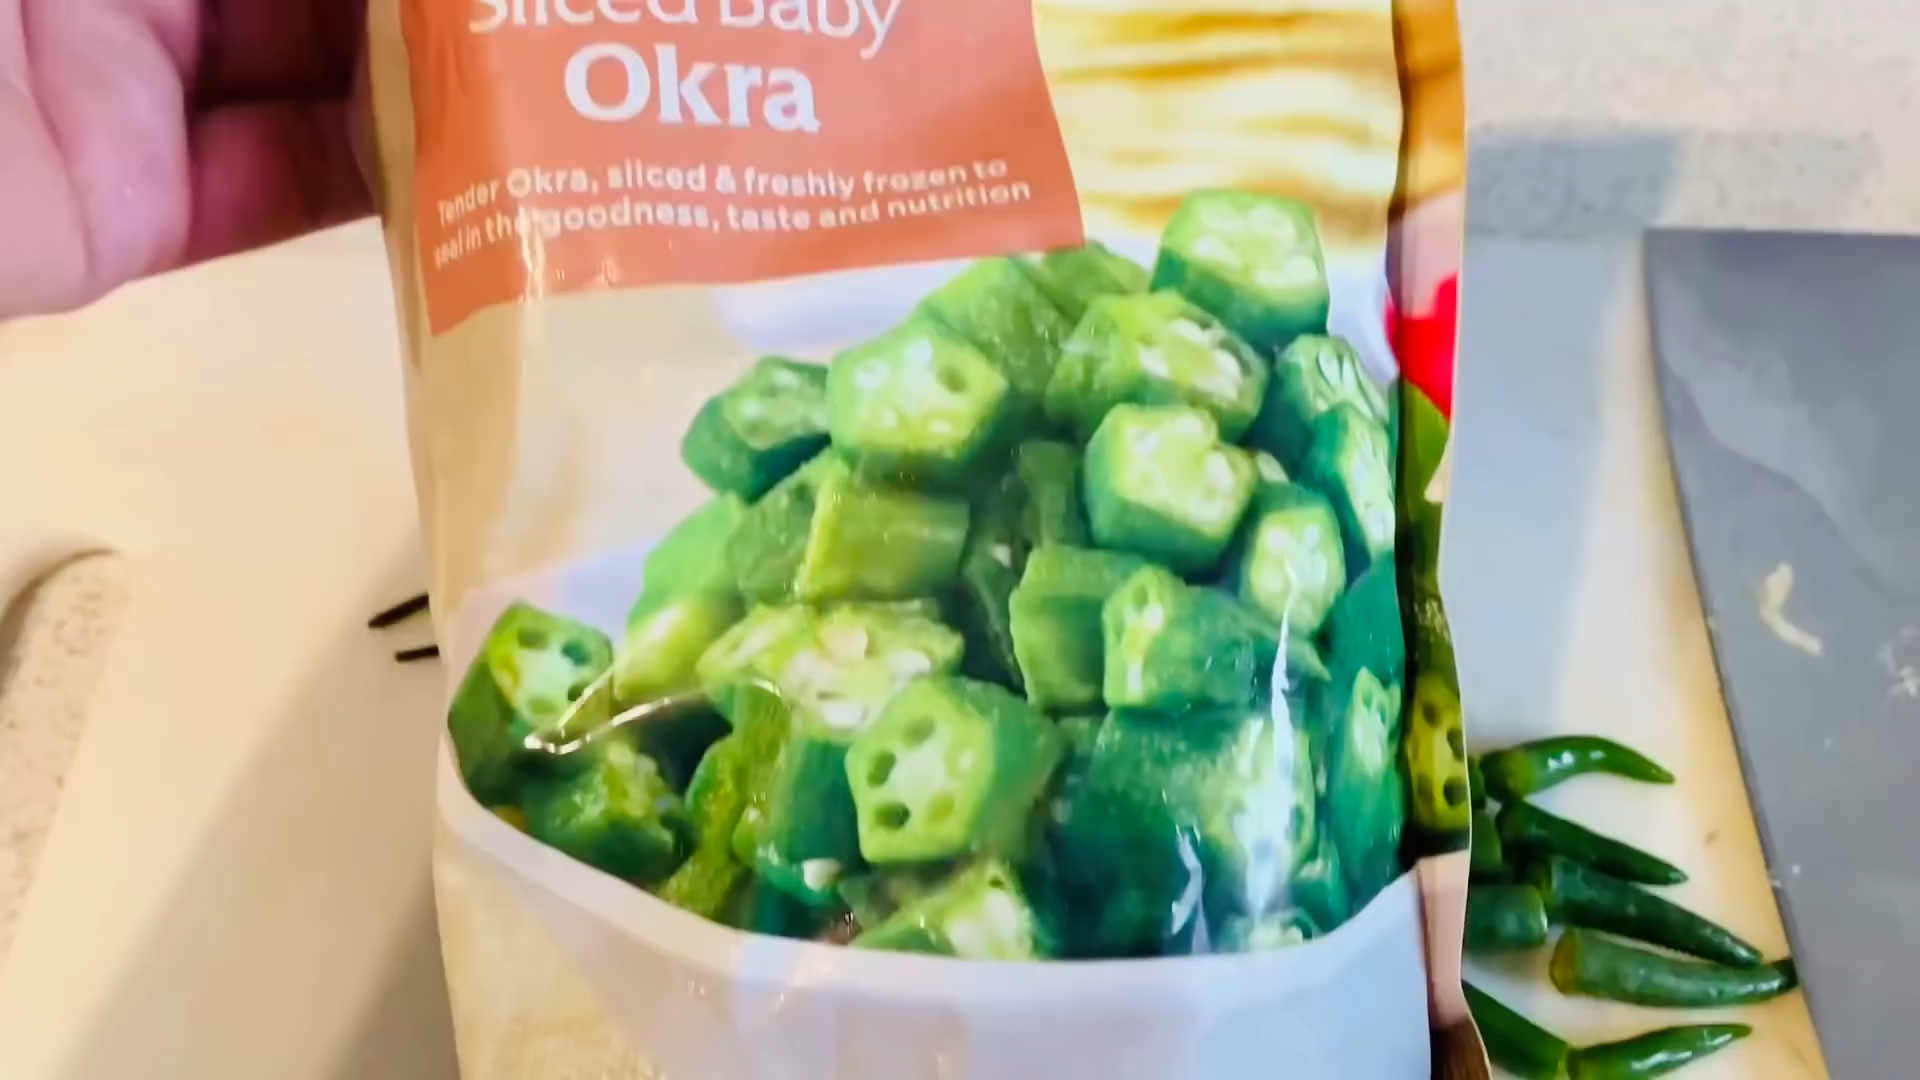 Sliced Baby
Okra
Tender Okra, sliced & freshly frozen to
seal in the goodness, taste and nutrition